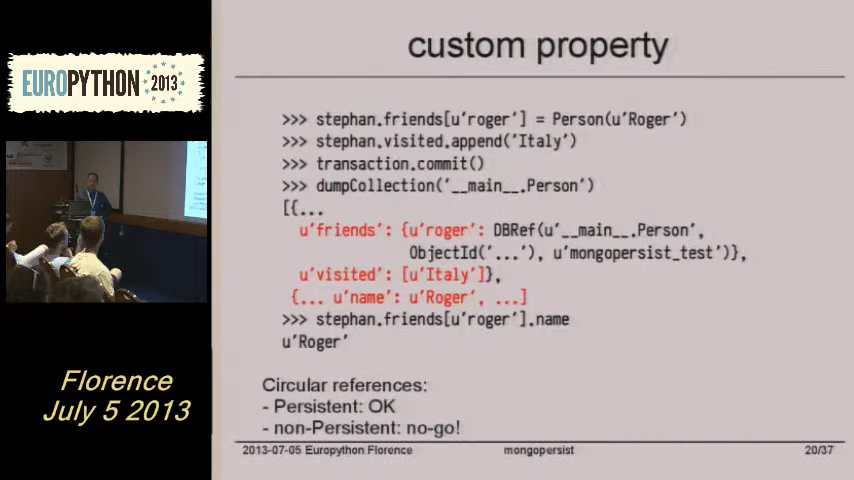 EUROPYTHON 2013
Florence
July 5 2013
custom property
>>> stephan.friends[u'roger'] = Person(u'Roger')
>>> stephan.visited.append('Italy')
>>> transaction.commit()
>>> dumpCollection('__main__.Person')
[{...
u'friends': {u'roger': DBRef(u'__main__.Person',
ObjectId('...'), u'mongopersist_test')},
u'visited': [u'Italy']},
{... u'name': u'Roger', ...]
>>> stephan.friends[u'roger'].name
u'Roger'
Circular references:
- Persistent: OK
- non-Persistent: no-go!
2013-07-05 Europython Florence mongopersist 20/37